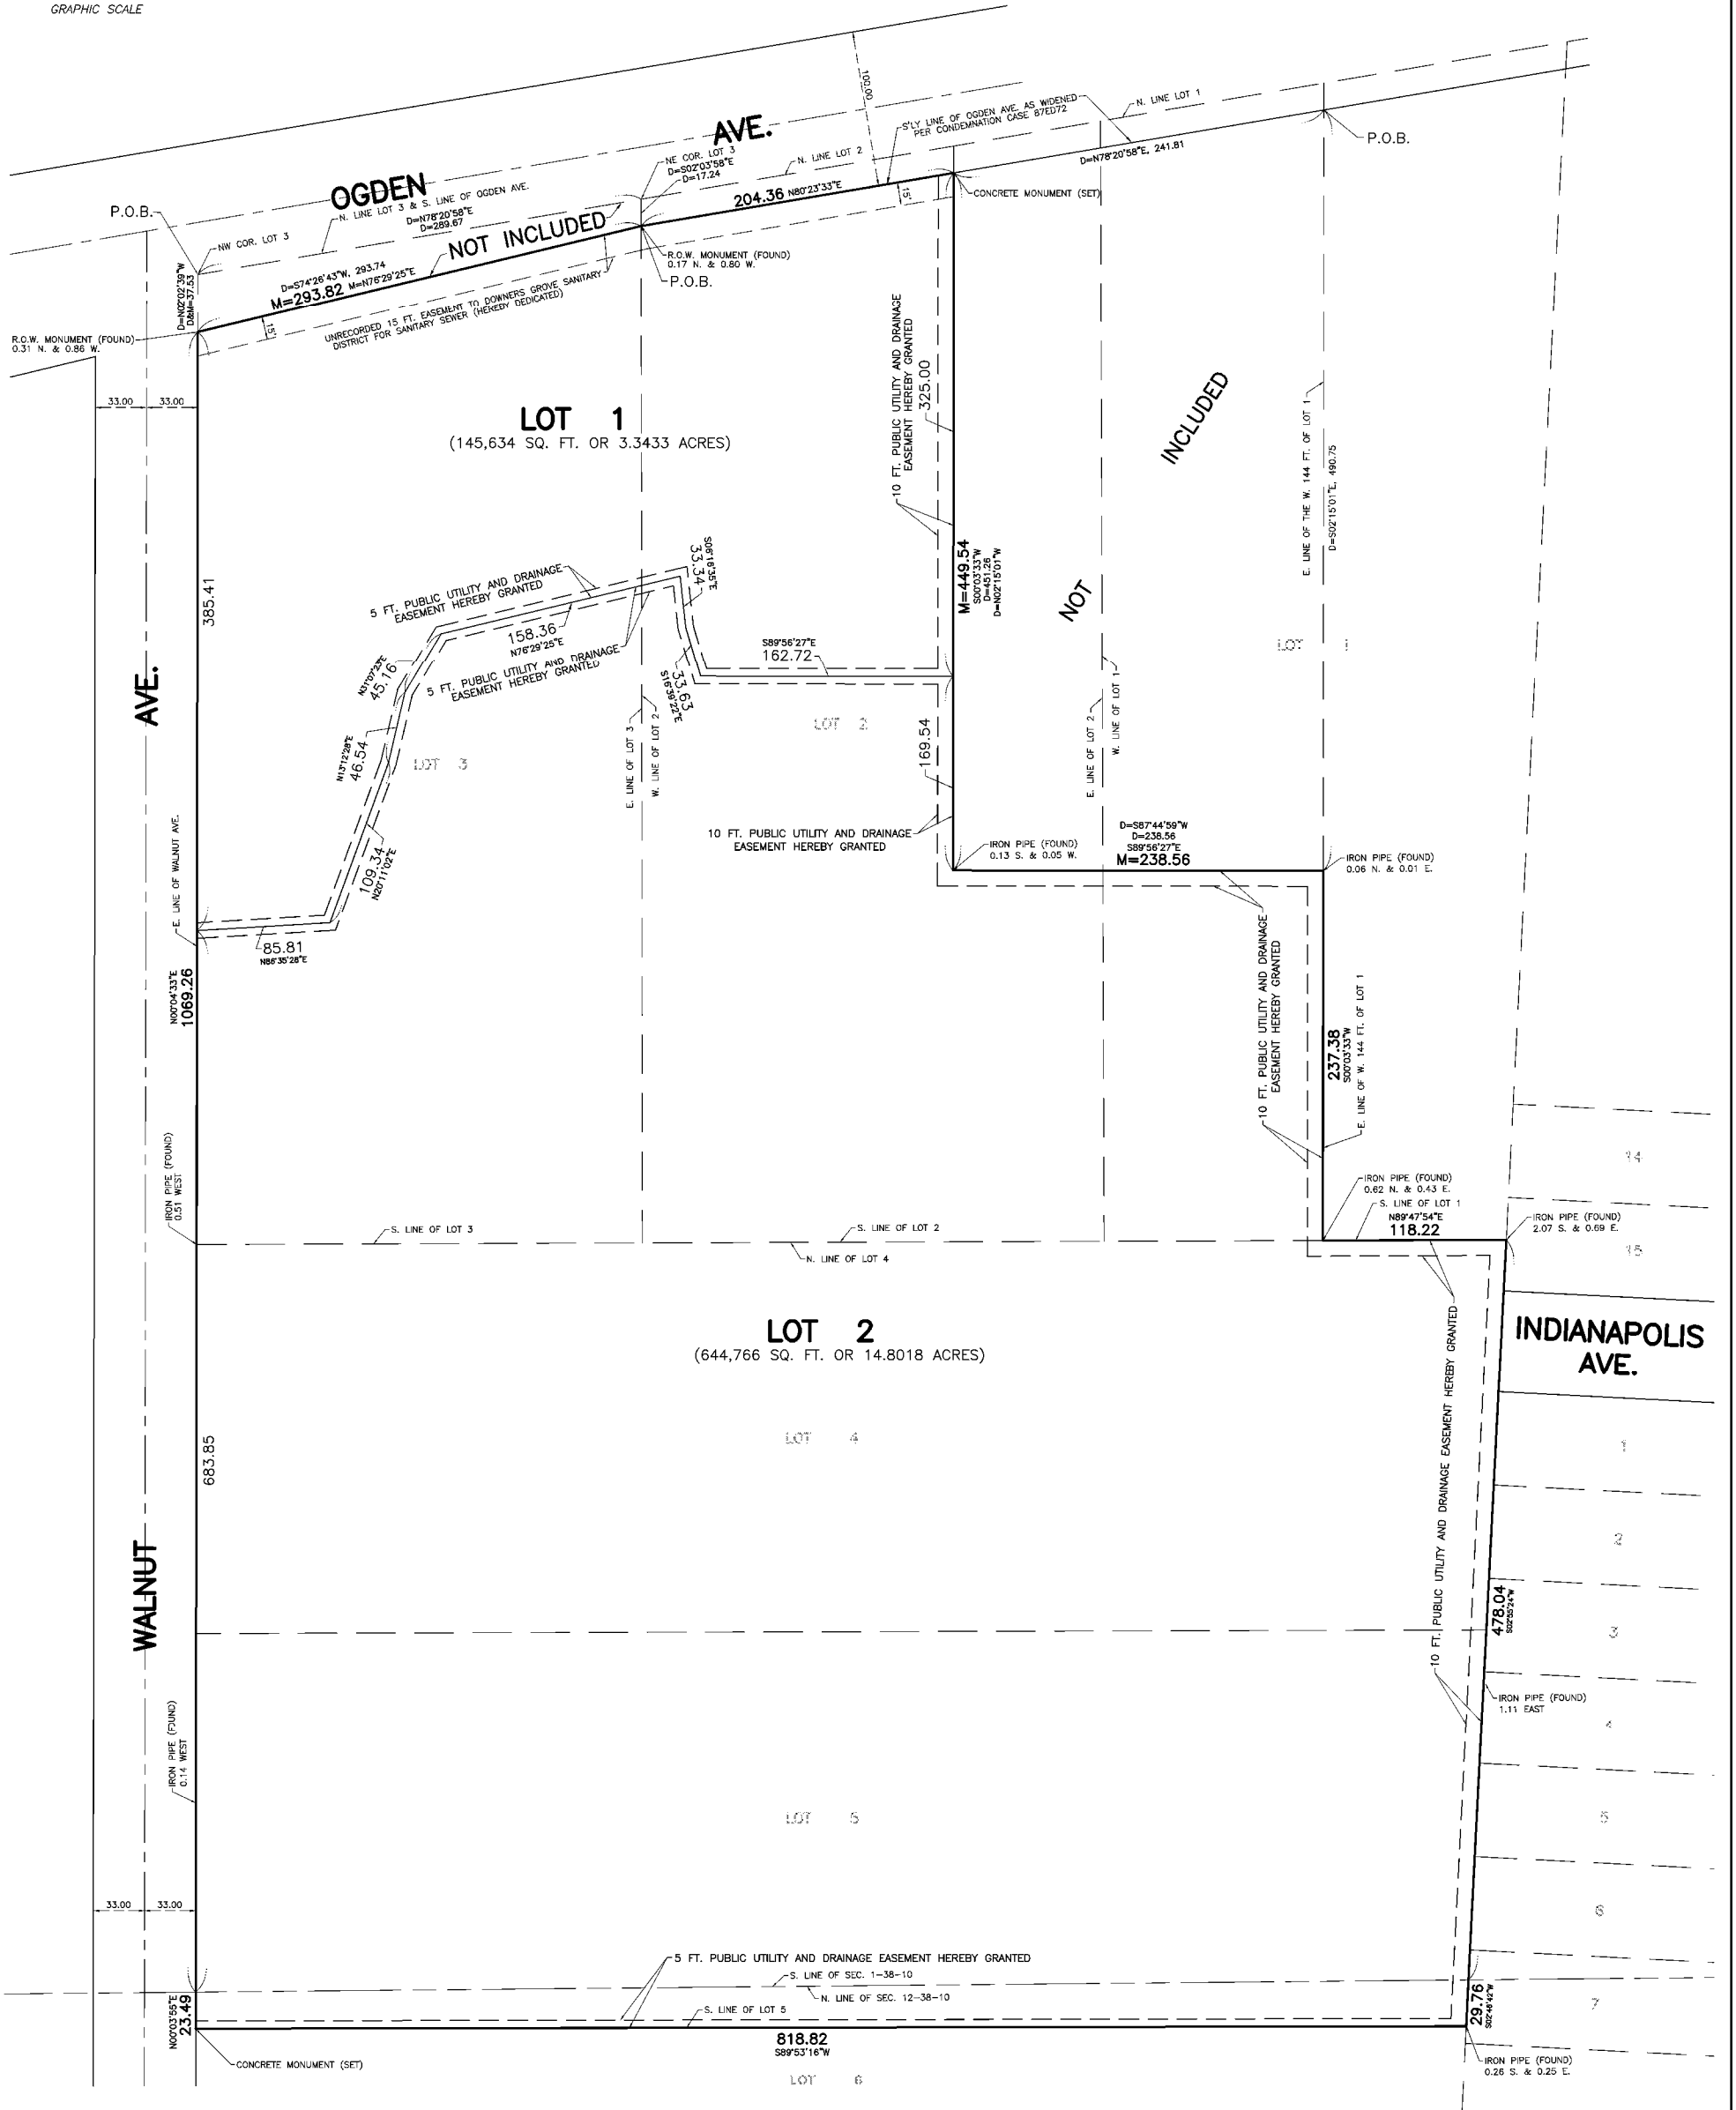 GRAPHIC SCALE
100.00
AVE.
S'LY LINE OF OGDEN AVE. AS WIDENED
PER CONDEMNATION CASE 87ED72
N. LINE LOT 1
P.O.B.
D=N78°20'58"E, 241.81
NE COR. LOT 3
D=S02°03'58"E
D=17.24
N. LINE LOT 2
OGDEN
N. LINE LOT 3 & S. LINE OF OGDEN AVE.
D=N78°20'58"E
D=289.67
204.36 N80°23'33"E
15'
CONCRETE MONUMENT (SET)
P.O.B.
NW COR. LOT 3
NOT INCLUDED
R.O.W. MONUMENT (FOUND)
0.17 N. & 0.80 W.
P.O.B.
D=S74°26'43"W, 293.74
M=293.82 M=N76°29'25"E
D=N02°02'39"W
D&M=37.53
15'
UNRECORDED 15 FT. EASEMENT TO DOWNERS GROVE SANITARY
DISTRICT FOR SANITARY SEWER (HEREBY DEDICATED)
R.O.W. MONUMENT (FOUND)
0.31 N. & 0.86 W.
33.00
33.00
LOT 1
(145,634 SQ. FT. OR 3.3433 ACRES)
10 FT. PUBLIC UTILITY AND DRAINAGE
EASEMENT HEREBY GRANTED
325.00
INCLUDED
NOT
E. LINE OF THE W. 144 FT. OF LOT 1
D=S02°15'01"E, 490.75
385.41
5 FT. PUBLIC UTILITY AND DRAINAGE
EASEMENT HEREBY GRANTED
S06°16'35"E
33.34
M=449.54
S00°03'33"W
D=451.26
D=N02°15'01"W
158.36
N76°29'25"E
5 FT. PUBLIC UTILITY AND DRAINAGE
EASEMENT HEREBY GRANTED
N31°07'23"E
45.16
33.63
S16°39'22"E
S89°56'27"E
162.72
LOT 1
AVE.
N13°12'28"E
46.54
LOT 3
LOT 2
E. LINE OF LOT 3
W. LINE OF LOT 2
169.54
E. LINE OF LOT 2
W. LINE OF LOT 1
10 FT. PUBLIC UTILITY AND DRAINAGE
EASEMENT HEREBY GRANTED
IRON PIPE (FOUND)
0.13 S. & 0.05 W.
D=S87°44'59"W
D=238.56
S89°56'27"E
M=238.56
IRON PIPE (FOUND)
0.06 N. & 0.01 E.
109.34
N20°11'02"E
E. LINE OF WALNUT AVE.
85.81
N86°35'28"E
N00°04'33"E
1069.26
10 FT. PUBLIC UTILITY AND DRAINAGE
EASEMENT HEREBY GRANTED
237.38
S00°03'33"W
E. LINE OF W. 144 FT. OF LOT 1
14
IRON PIPE (FOUND)
0.51 WEST
IRON PIPE (FOUND)
0.62 N. & 0.43 E.
S. LINE OF LOT 1
N89°47'54"E
118.22
IRON PIPE (FOUND)
2.07 S. & 0.69 E.
15
S. LINE OF LOT 3
S. LINE OF LOT 2
N. LINE OF LOT 4
LOT 2
(644,766 SQ. FT. OR 14.8018 ACRES)
INDIANAPOLIS
AVE.
10 FT. PUBLIC UTILITY AND DRAINAGE EASEMENT HEREBY GRANTED
LOT 4
1
683.85
2
WALNUT
478.04
S02°55'24"W
3
IRON PIPE (FOUND)
1.11 EAST
4
IRON PIPE (FOUND)
0.14 WEST
LOT 5
5
33.00
33.00
6
5 FT. PUBLIC UTILITY AND DRAINAGE EASEMENT HEREBY GRANTED
S. LINE OF SEC. 1-38-10
N. LINE OF SEC. 12-38-10
S. LINE OF LOT 5
N00°03'55"E
23.49
29.76
S02°46'42"W
7
818.82
S89°53'16"W
CONCRETE MONUMENT (SET)
IRON PIPE (FOUND)
0.26 S. & 0.25 E.
LOT 6